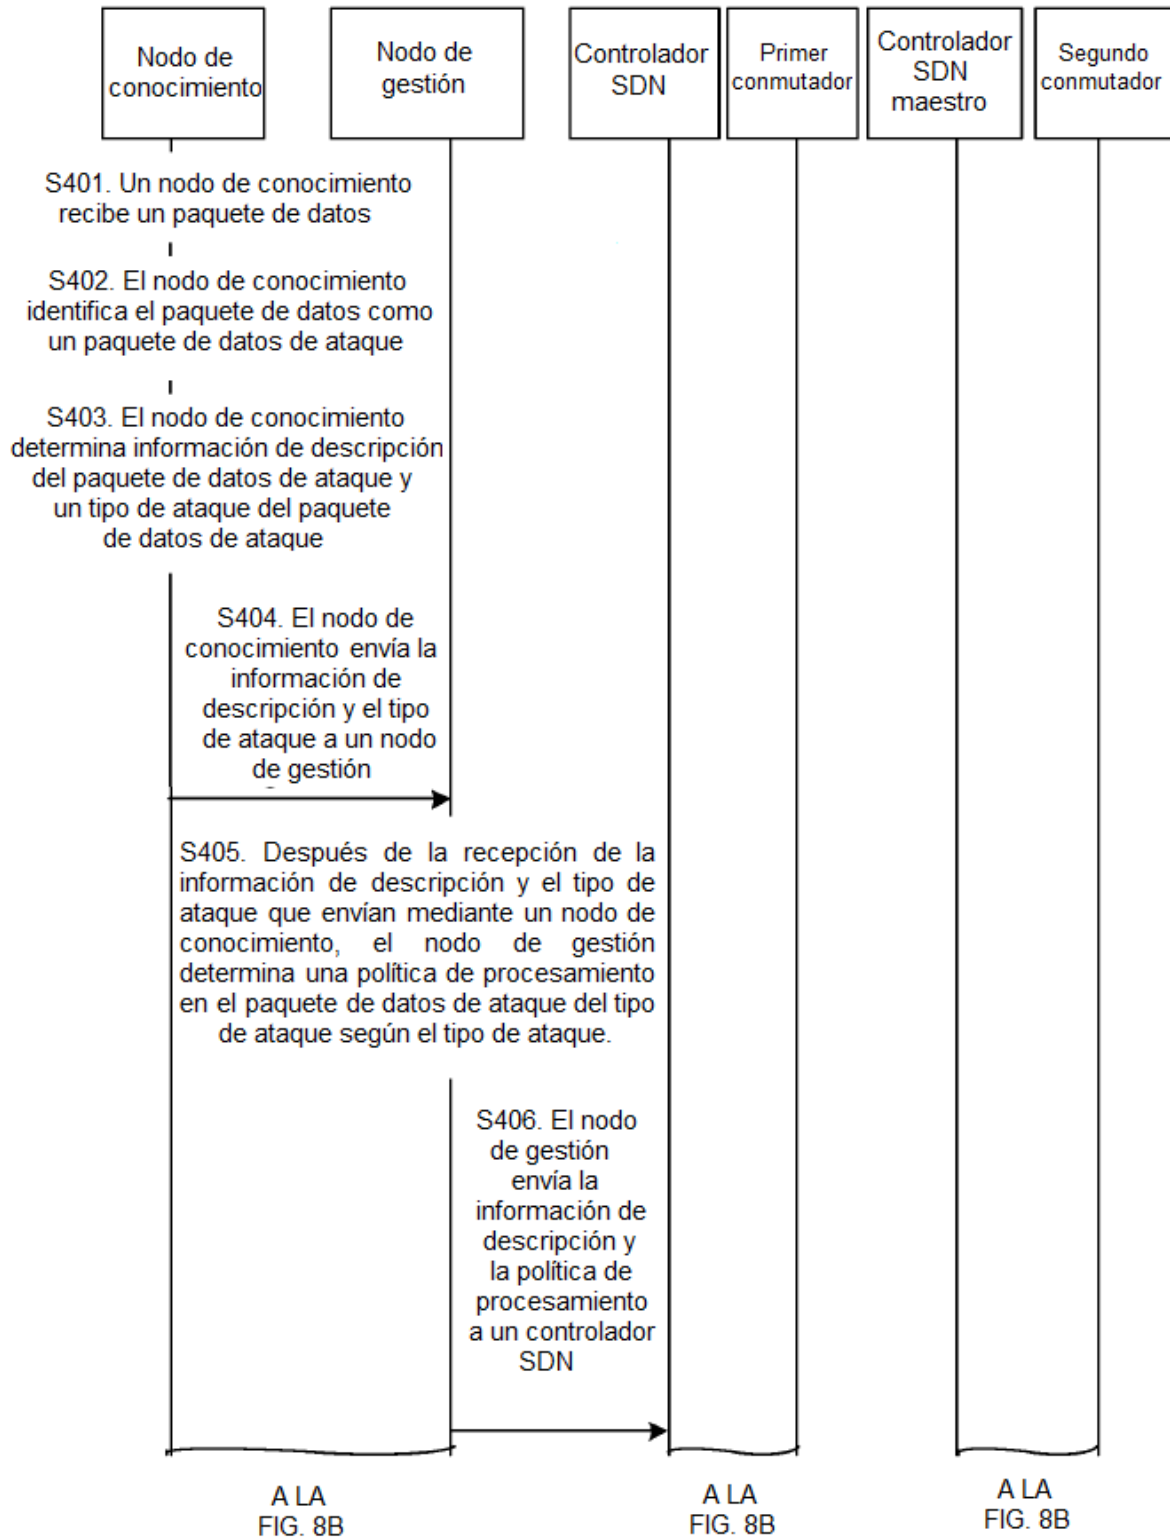 Nodo de
conocimiento
Nodo de
gestión
Controlador
SDN
Primer
conmutador
Controlador
SDN
maestro
Segundo
conmutador
S401. Un nodo de conocimiento
recibe un paquete de datos
S402. El nodo de conocimiento
identifica el paquete de datos como
un paquete de datos de ataque
S403. El nodo de conocimiento
determina información de descripción
del paquete de datos de ataque y
un tipo de ataque del paquete
de datos de ataque
S404. El nodo de
conocimiento envía la
información de
descripción y el tipo
de ataque a un nodo
de gestión
S405. Después de la recepción de la
información de descripción y el tipo de
ataque que envían mediante un nodo de
conocimiento, el nodo de gestión
determina una política de procesamiento
en el paquete de datos de ataque del tipo
de ataque según el tipo de ataque.
S406. El nodo
de gestión
envía la
información de
descripción y
la política de
procesamiento
a un controlador
SDN
A LA
FIG. 8B
A LA
FIG. 8B
A LA
FIG. 8B